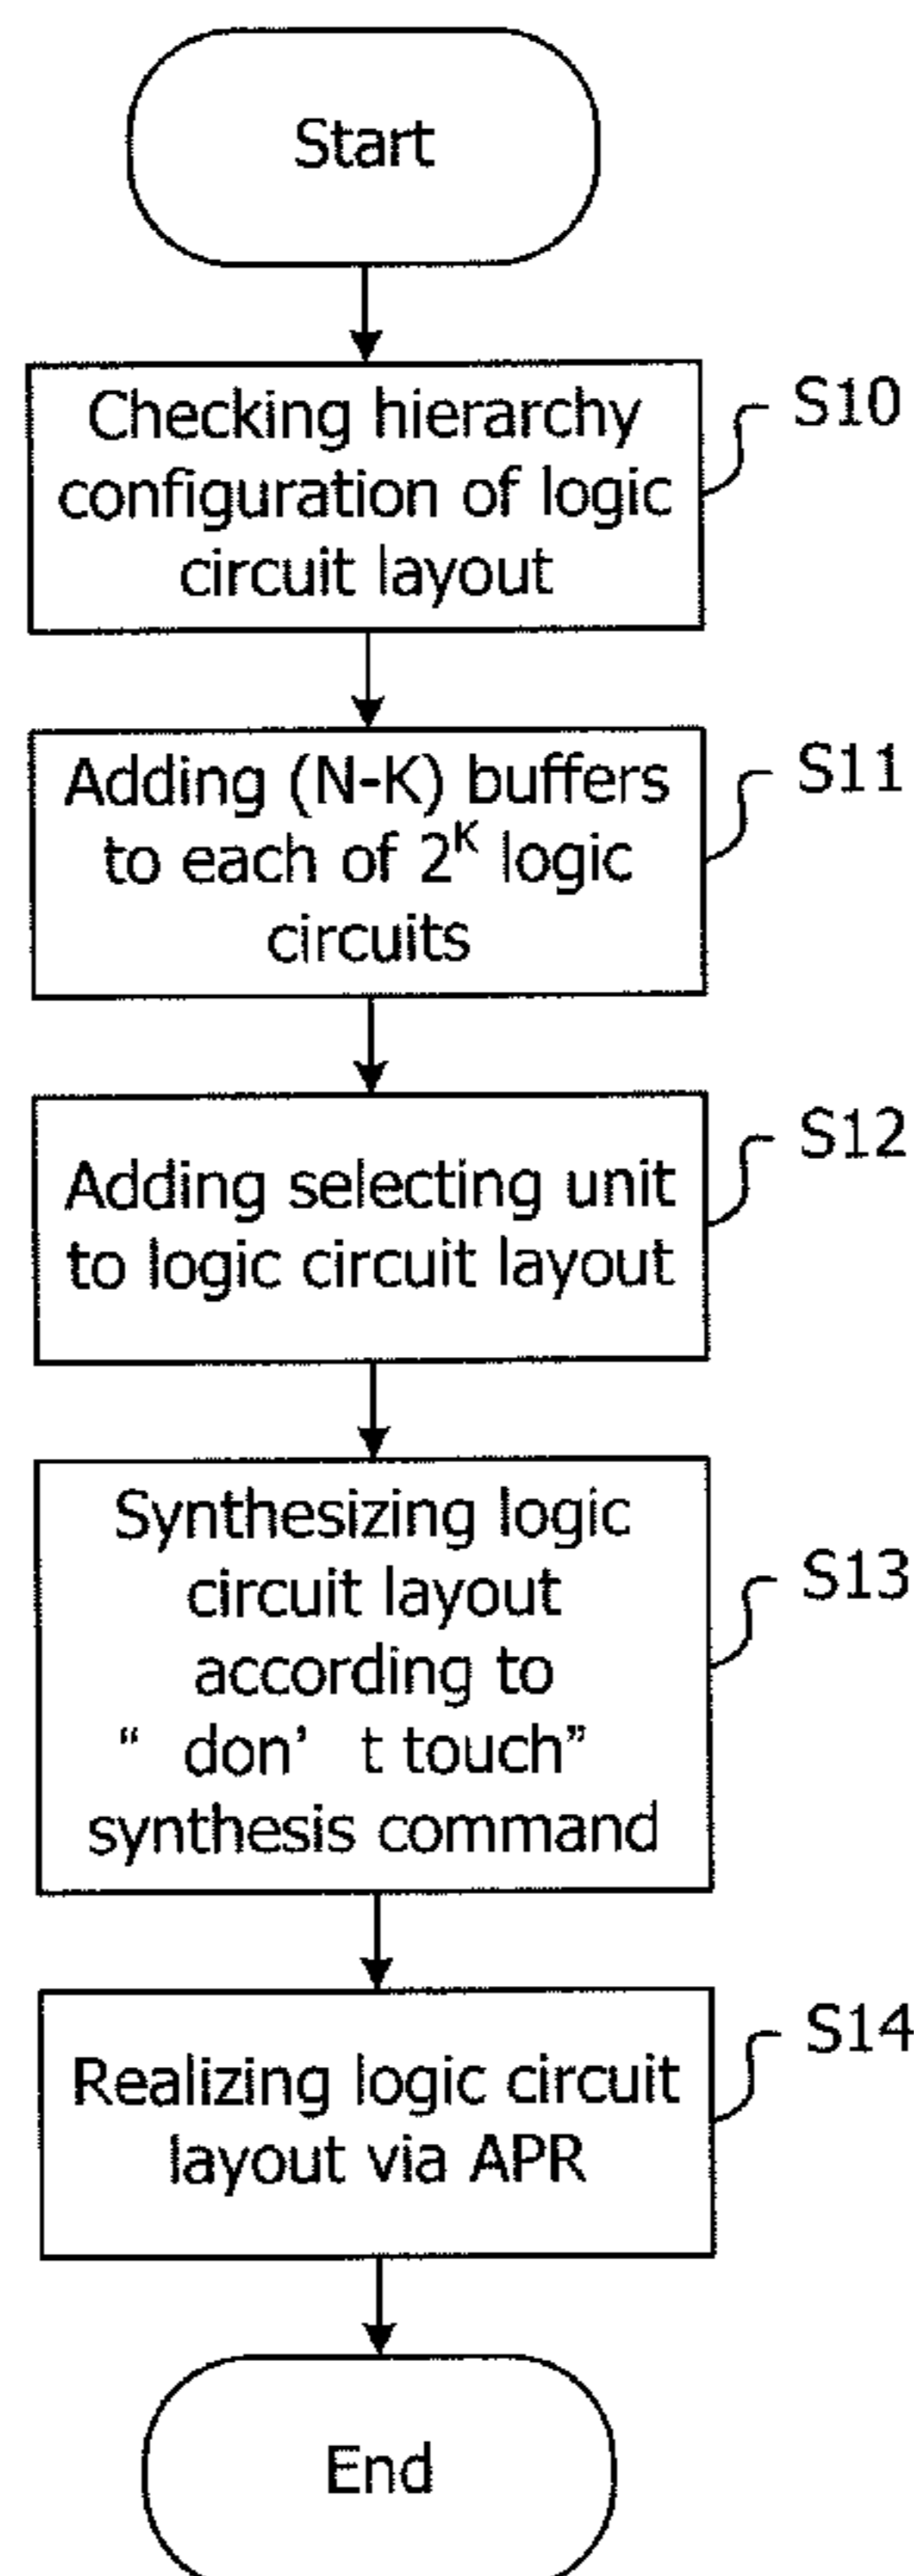 Start
Checking hierarchy
configuration of logic
circuit layout
S10
Adding (N-K) buffers
to each of 2^K logic
circuits
S11
Adding selecting unit
to logic circuit layout
S12
Synthesizing logic
circuit layout
according to
“ don’ t touch”
synthesis command
S13
Realizing logic circuit
layout via APR
S14
End